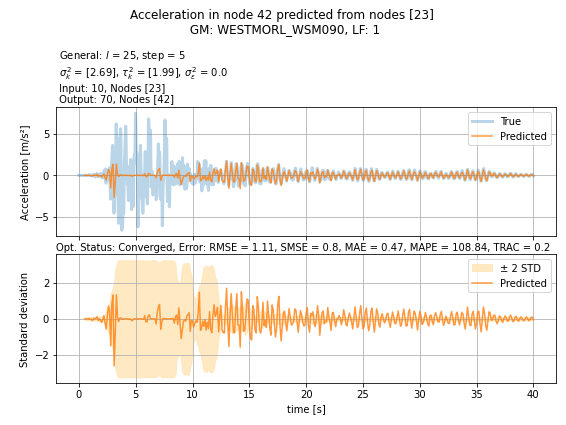 Acceleration in node 42 predicted from nodes [23]
GM: WESTMORL_WSM090, LF: 1
General: l = 25, step = 5
σ²ₖ = [2.69], τ²ₖ = [1.99], σ²ε = 0.0
Input: 10, Nodes [23]
Output: 70, Nodes [42]
True
Predicted
5
0
−5
Acceleration [m/s²]
Opt. Status: Converged, Error: RMSE = 1.11, SMSE = 0.8, MAE = 0.47, MAPE = 108.84, TRAC = 0.2
± 2 STD
Predicted
2
0
−2
Standard deviation
0 5 10 15 20 25 30 35 40
time [s]